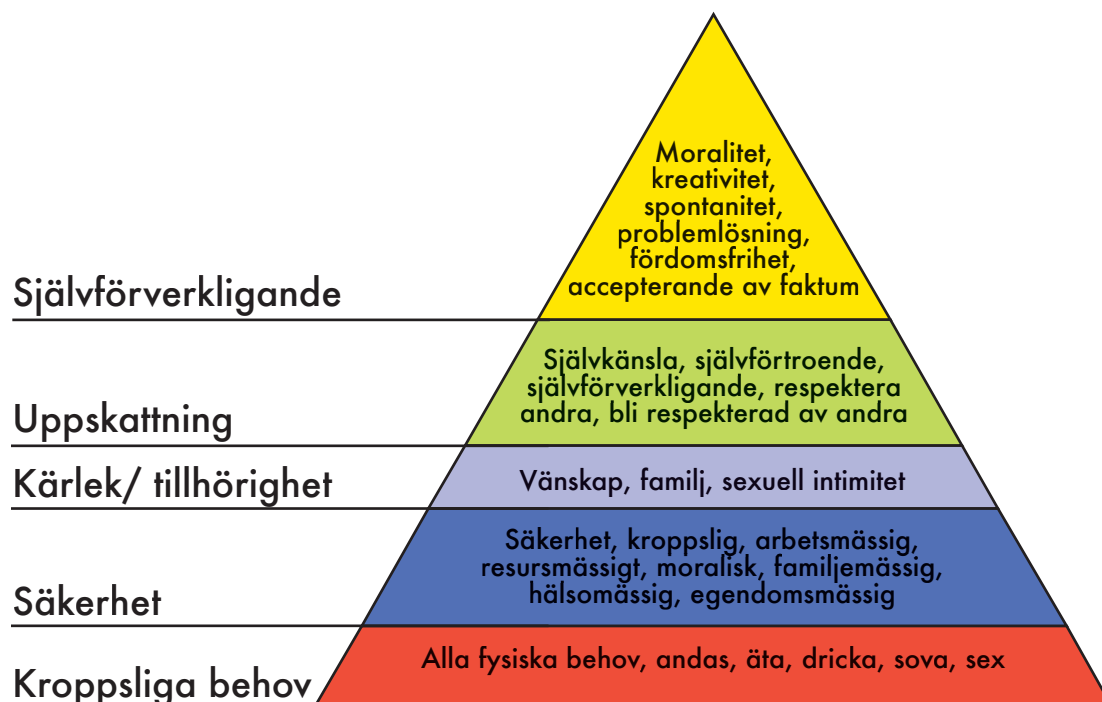 Moralitet,
kreativitet,
spontanitet,
problemlösning,
fördomsfrihet,
accepterande av faktum
Självförverkligande
Självkänsla, självförtroende,
självförverkligande, respektera
andra, bli respekterad av andra
Uppskattning
Vänskap, familj, sexuell intimitet
Kärlek/ tillhörighet
Säkerhet, kroppslig, arbetsmässig,
resursmässigt, moralisk, familjemässig,
hälsomässig, egendomsmässig
Säkerhet
Alla fysiska behov, andas, äta, dricka, sova, sex
Kroppsliga behov